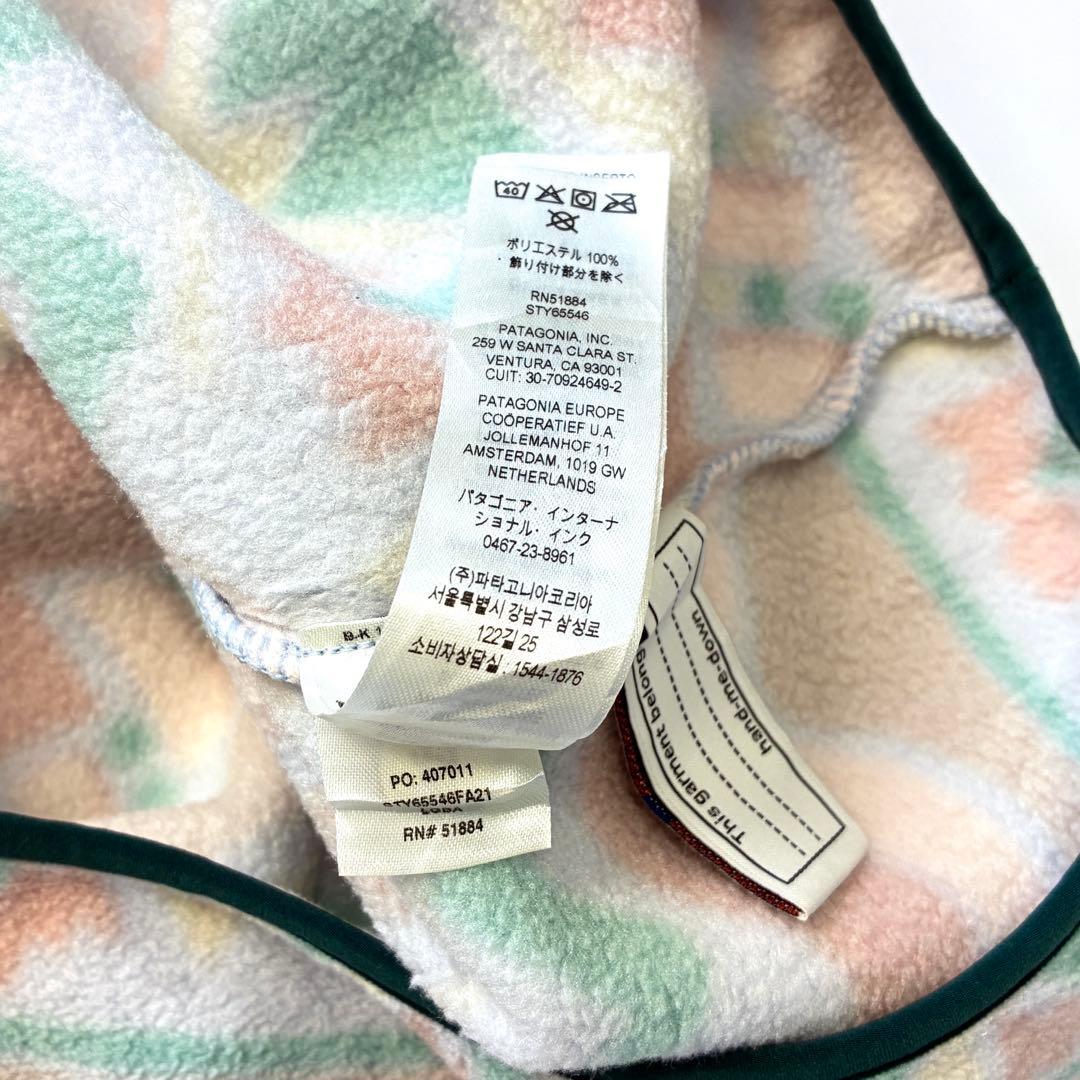 40
ポリエステル 100%
・飾り付け部分を除く
RN51884
STY65546
PATAGONIA, INC.
259 W SANTA CLARA ST.
VENTURA, CA 93001
CUIT: 30-70924649-2
PATAGONIA EUROPE
COÖPERATIEF U.A.
JOLLEMANHOF 11
AMSTERDAM, 1019 GW
NETHERLANDS
パタゴニア・インターナ
ショナル・インク
0467-23-8961
(주)파타고니아코리아
서울특별시 강남구 삼성로
122길 25
소비자상담실 : 1544-1876
PO: 407011
STY65546FA21
RN# 51884
This garment belong
hand-me-down